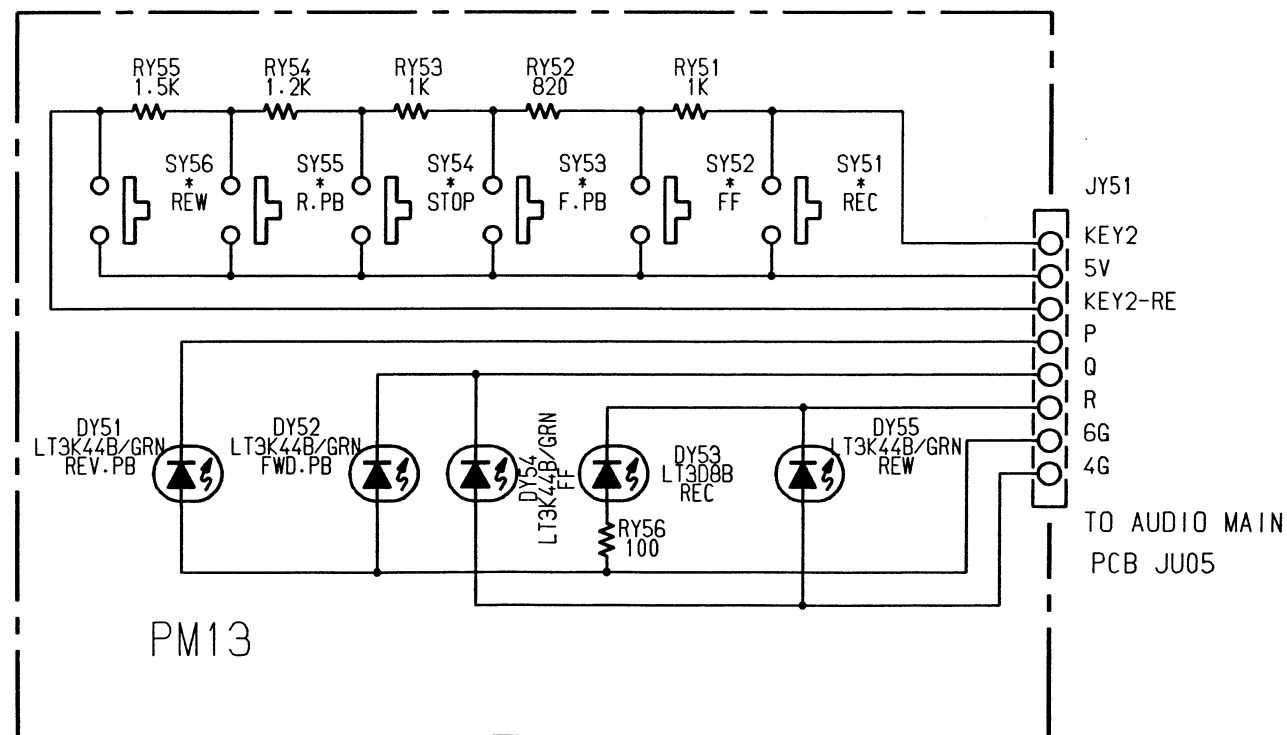 RY55
1.5K
RY54
1.2K
RY53
1K
RY52
820
RY51
1K
SY56
*
REW
SY55
*
R.PB
SY54
*
STOP
SY53
*
F.PB
SY52
*
FF
SY51
*
REC
JY51
KEY2
5V
KEY2-RE
P
Q
R
6G
4G
DY51
LT3K44B/GRN
REV.PB
DY52
LT3K44B/GRN
FWD.PB
DY54
LT3K44B/GRN
FF
DY53
LT3D8B
REC
DY55
LT3K44B/GRN
REW
RY56
100
TO AUDIO MAIN
PCB JU05
PM13